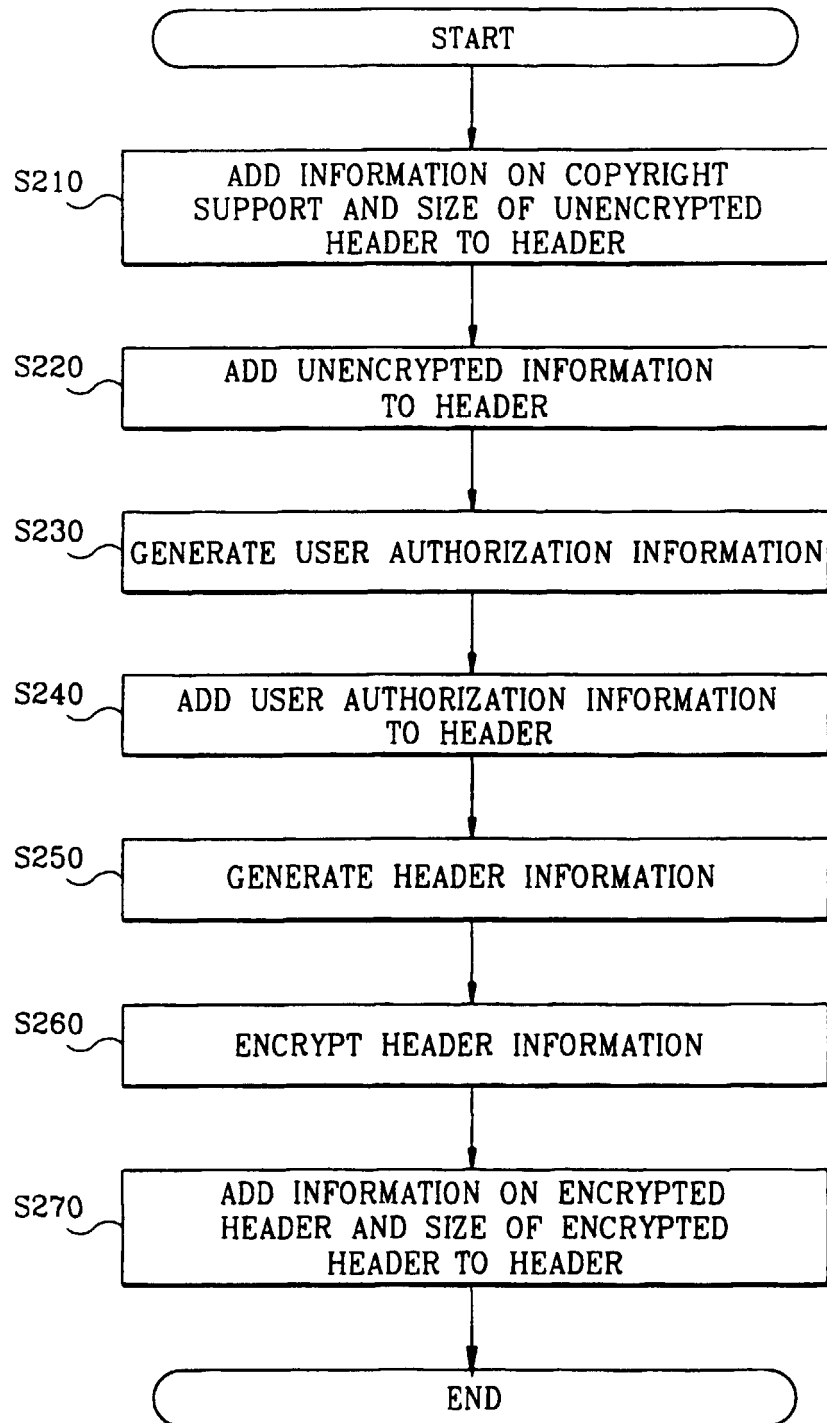 START
S210
ADD INFORMATION ON COPYRIGHT
SUPPORT AND SIZE OF UNENCRYPTED
HEADER TO HEADER
S220
ADD UNENCRYPTED INFORMATION
TO HEADER
S230
GENERATE USER AUTHORIZATION INFORMATION
S240
ADD USER AUTHORIZATION INFORMATION
TO HEADER
S250
GENERATE HEADER INFORMATION
S260
ENCRYPT HEADER INFORMATION
S270
ADD INFORMATION ON ENCRYPTED
HEADER AND SIZE OF ENCRYPTED
HEADER TO HEADER
END